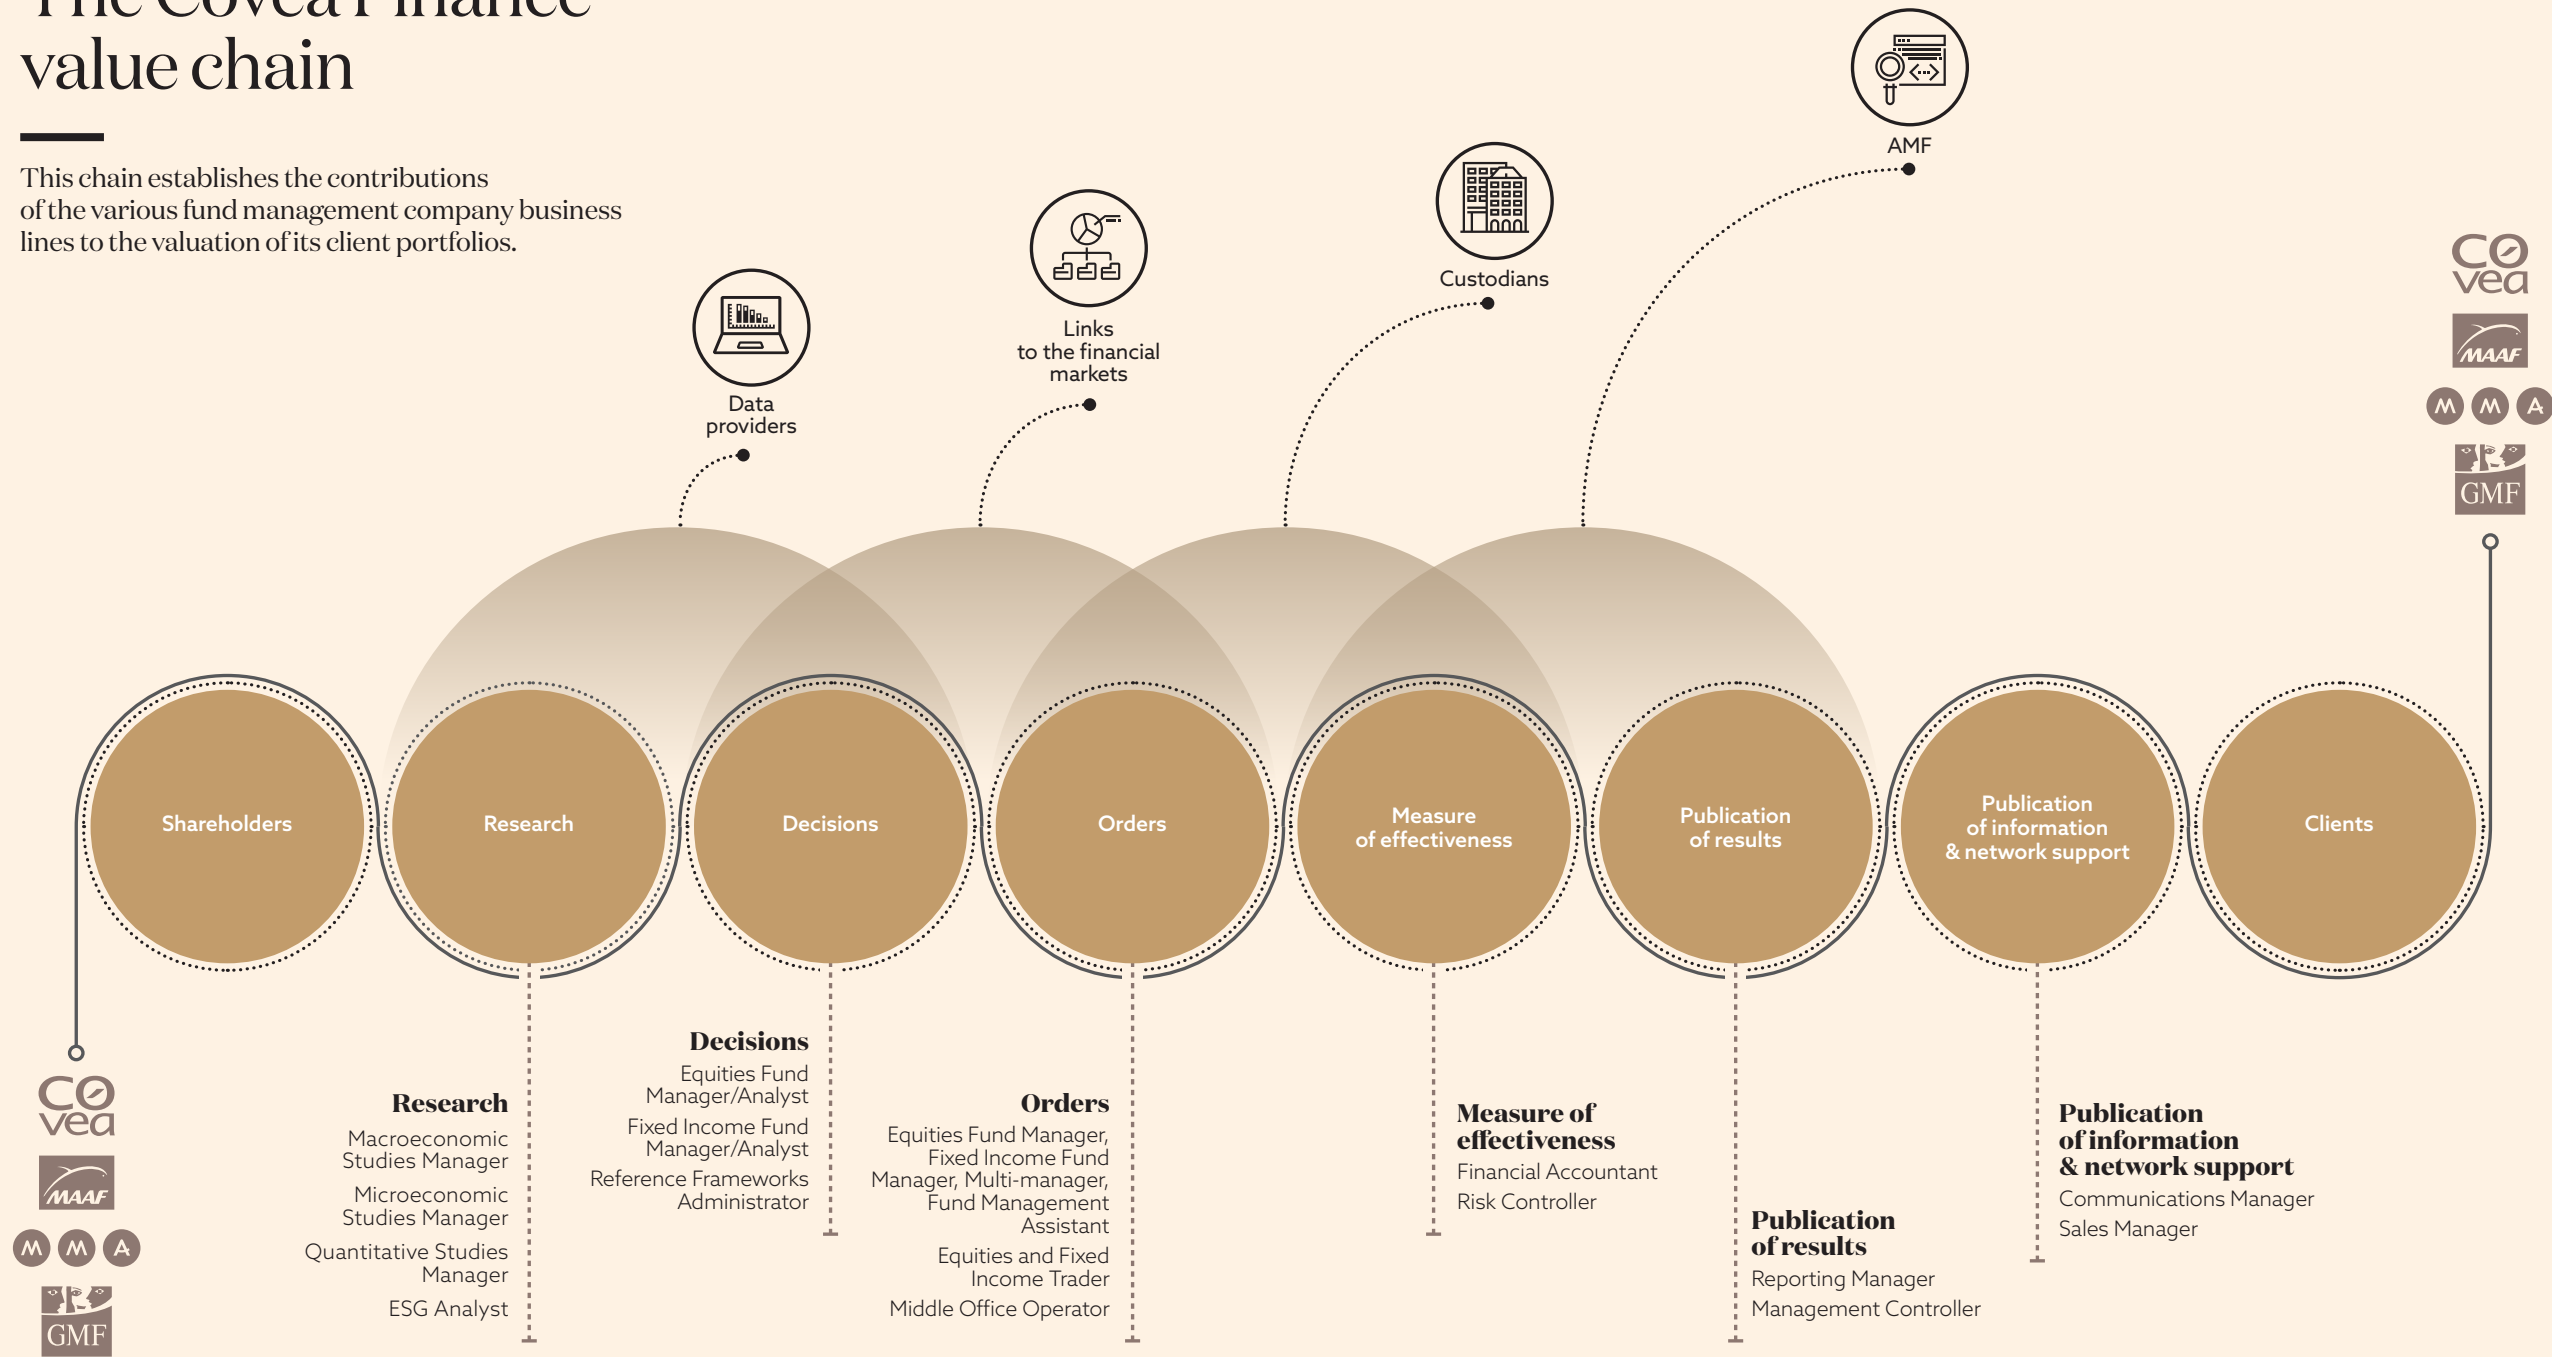 The Covéa Finance
value chain
This chain establishes the contributions
of the various fund management company business
lines to the valuation of its client portfolios.
Data
providers
Links
to the financial
markets
Custodians
AMF
COvea
MAAF
M M A
GMF
Shareholders
Research
Decisions
Orders
Measure
of effectiveness
Publication
of results
Publication
of information
& network support
Clients
COvea
MAAF
M M A
GMF
Research
Macroeconomic
Studies Manager
Microeconomic
Studies Manager
Quantitative Studies
Manager
ESG Analyst
Decisions
Equities Fund
Manager/Analyst
Fixed Income Fund
Manager/Analyst
Reference Frameworks
Administrator
Orders
Equities Fund Manager,
Fixed Income Fund
Manager, Multi-manager,
Fund Management
Assistant
Equities and Fixed
Income Trader
Middle Office Operator
Measure of
effectiveness
Financial Accountant
Risk Controller
Publication
of results
Reporting Manager
Management Controller
Publication
of information
& network support
Communications Manager
Sales Manager